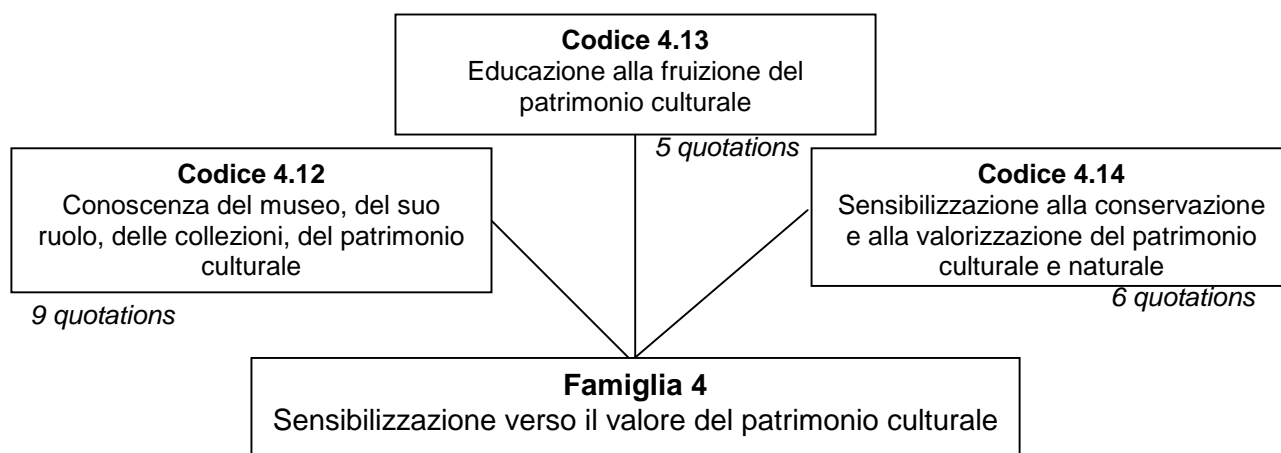 Codice 4.13
Educazione alla fruizione del
patrimonio culturale
5 quotations
Codice 4.12
Conoscenza del museo, del suo
ruolo, delle collezioni, del patrimonio
culturale
9 quotations
Codice 4.14
Sensibilizzazione alla conservazione
e alla valorizzazione del patrimonio
culturale e naturale
6 quotations
Famiglia 4
Sensibilizzazione verso il valore del patrimonio culturale